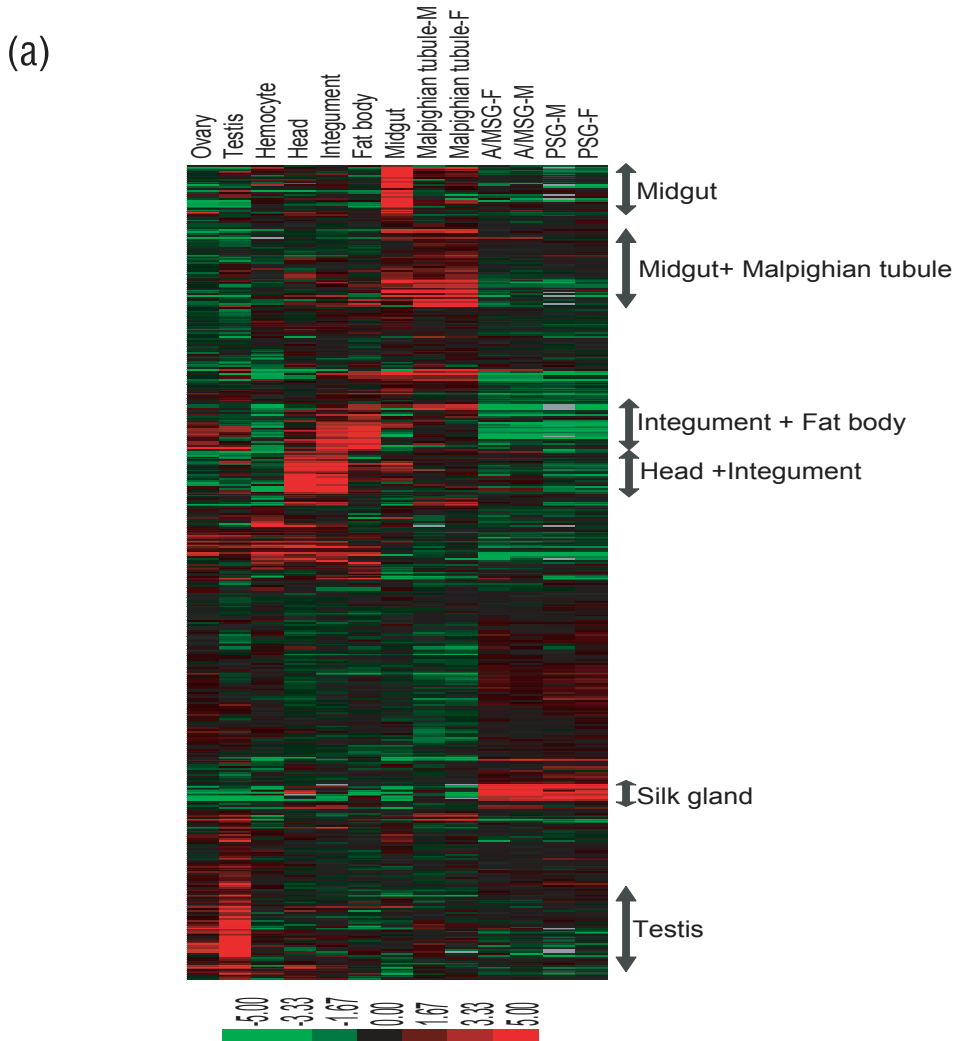 (a)
Ovary
Testis
Hemocyte
Head
Integument
Fat body
Midgut
Malpighian tubule-M
Malpighian tubule-F
A/MSG-F
A/MSG-M
PSG-M
PSG-F
Midgut
Midgut+ Malpighian tubule
Integument + Fat body
Head +Integument
Silk gland
Testis
-5.00
-3.33
-1.67
0.00
1.67
3.33
5.00